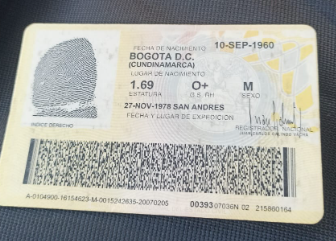 FECHA DE NACIMIENTO 10-SEP-1960
BOGOTA D.C.
(CUNDINAMARCA)
LUGAR DE NACIMIENTO
1.69 O+ M
ESTATURA G.S. RH SEXO
27-NOV-1978 SAN ANDRES
FECHA Y LUGAR DE EXPEDICION
INDICE DERECHO
REGISTRADOR NACIONAL